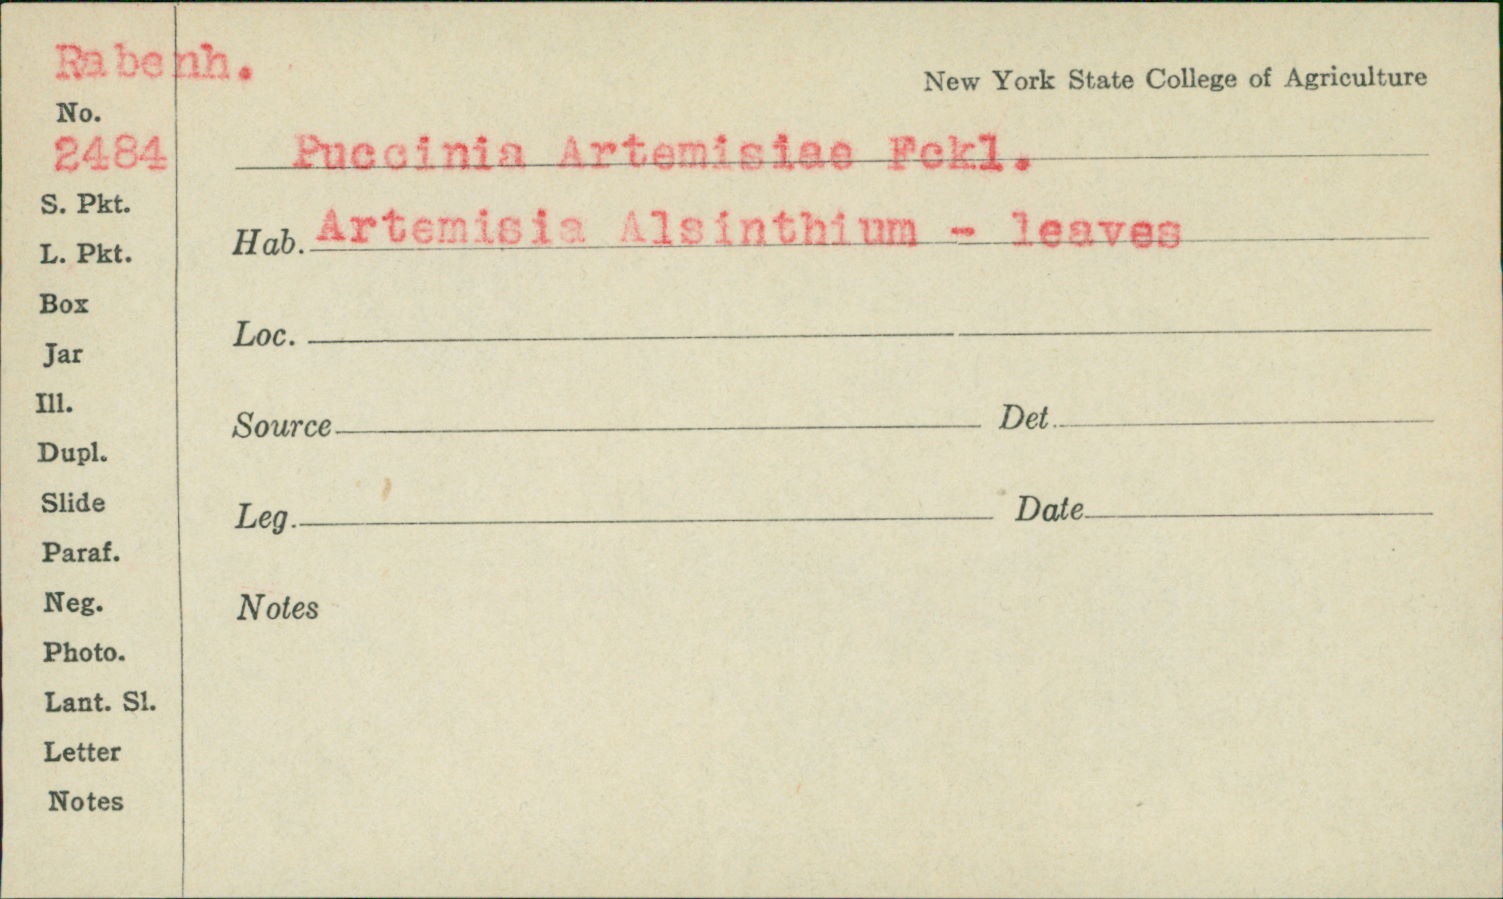 Rabenh.
New York State College of Agriculture
No.
2484
Puccinia Artemisiae Fckl.
S. Pkt.
Hab. Artemisia Alsinthium - leaves
L. Pkt.
Box
Loc.
Jar
Ill.
Source Det.
Dupl.
Slide
Leg. Date
Paraf.
Neg.
Notes
Photo.
Lant. Sl.
Letter
Notes